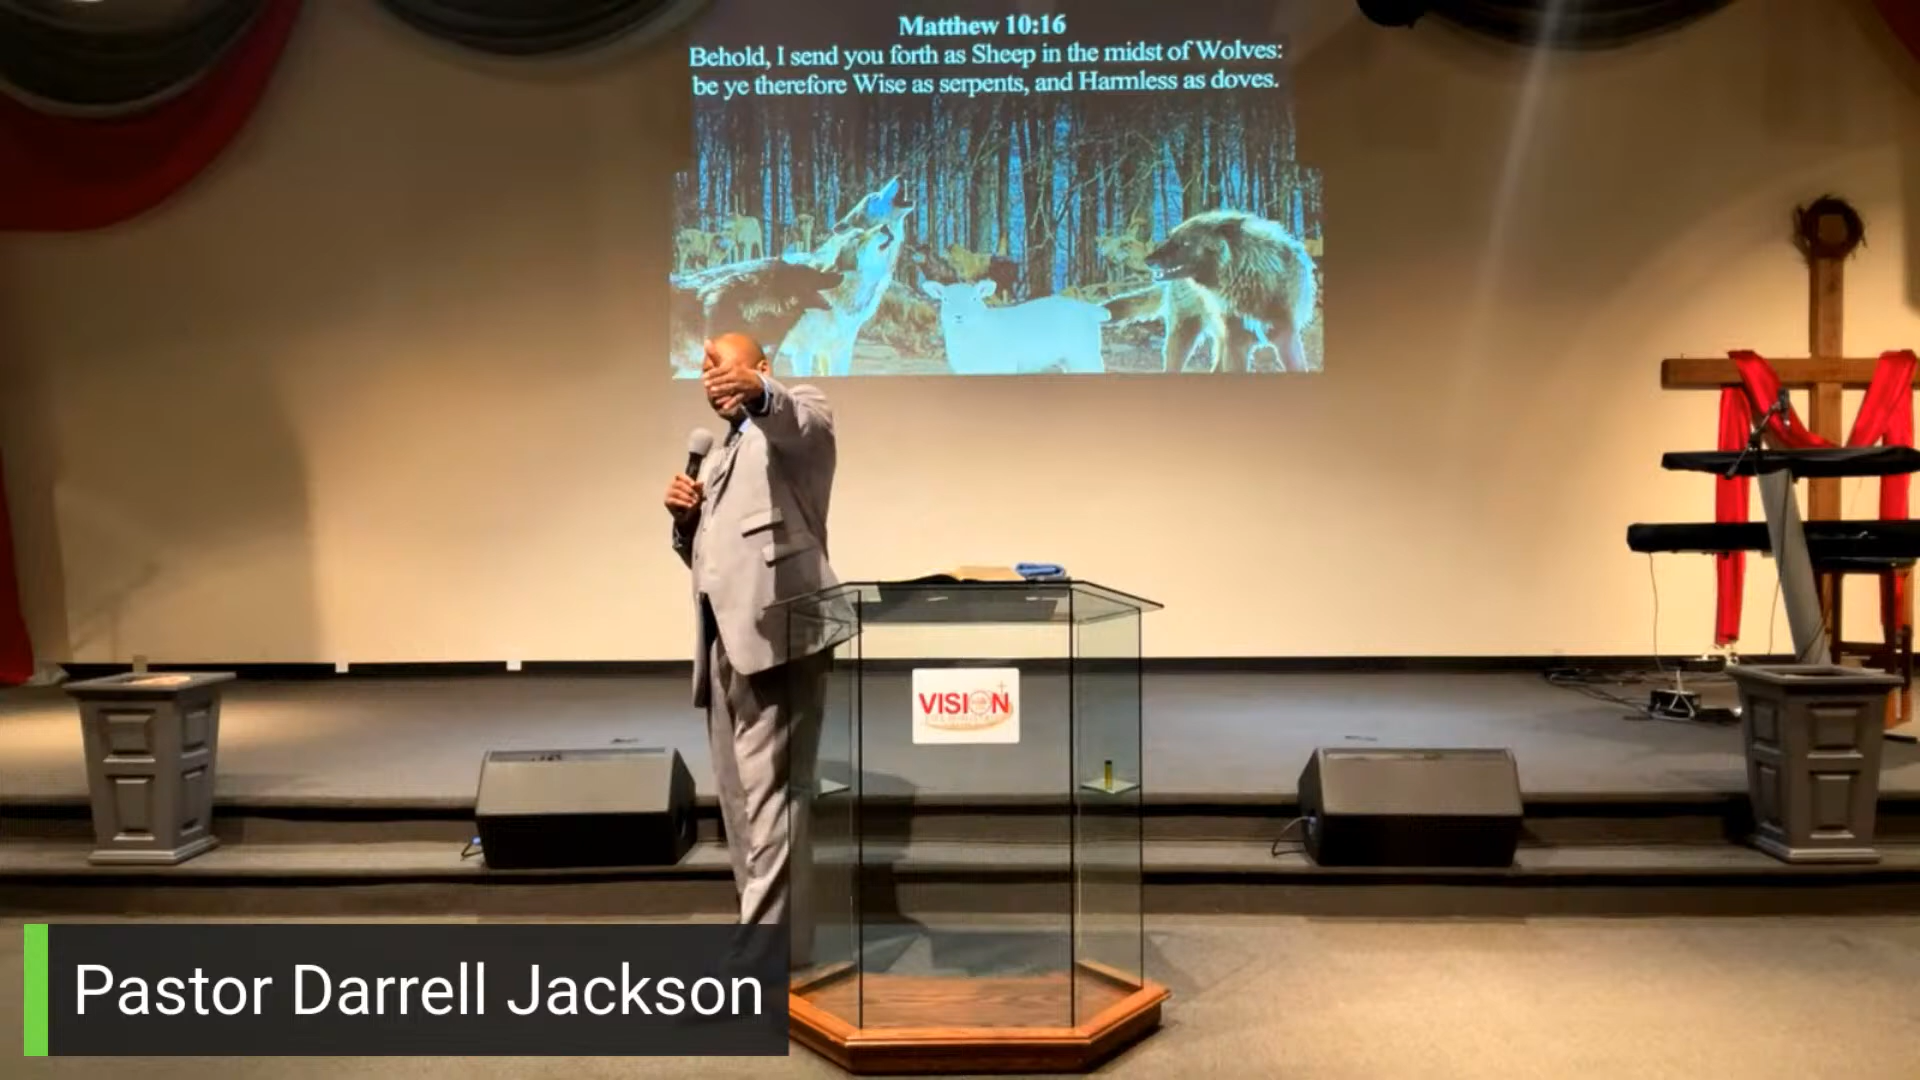 Matthew 10:16
Behold, I send you forth as Sheep in the midst of Wolves:
be ye therefore Wise as serpents, and Harmless as doves.
VISION
Pastor Darrell Jackson